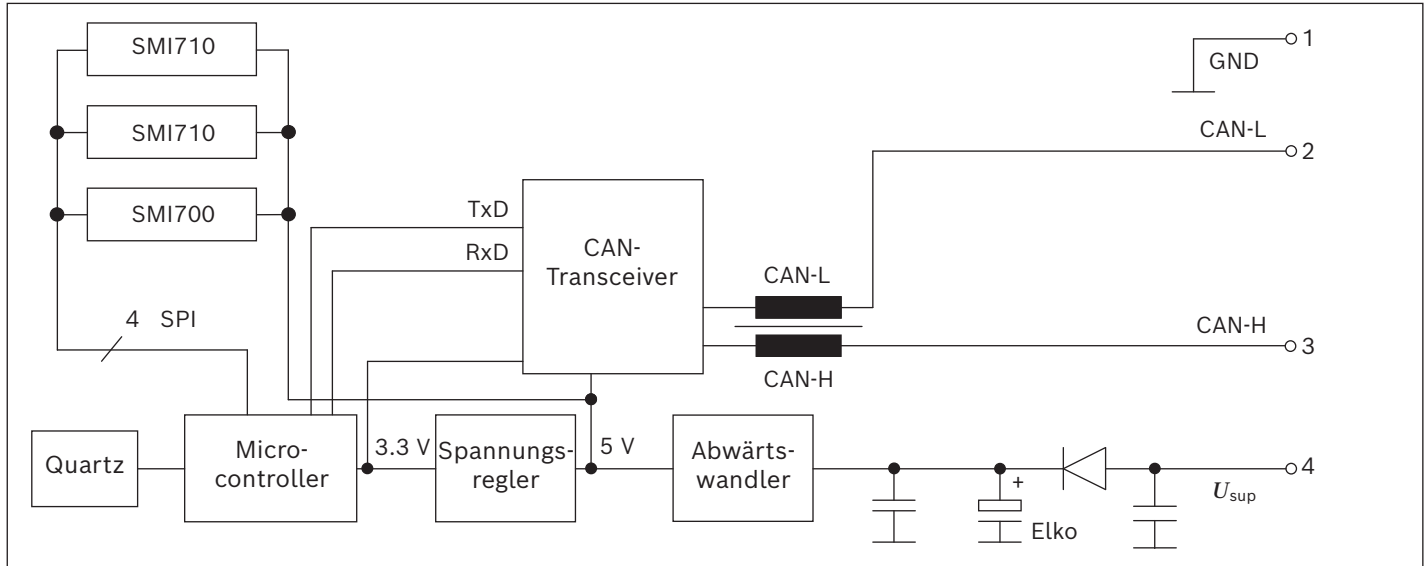 SMI710
SMI710
SMI700
1
GND
CAN-L
2
TxD
RxD
CAN-
Transceiver
CAN-L
CAN-H
CAN-H
3
4 SPI
Quartz
Micro-
controller
3.3 V
Spannungs-
regler
5 V
Abwärts-
wandler
+
Elko
4
Usup